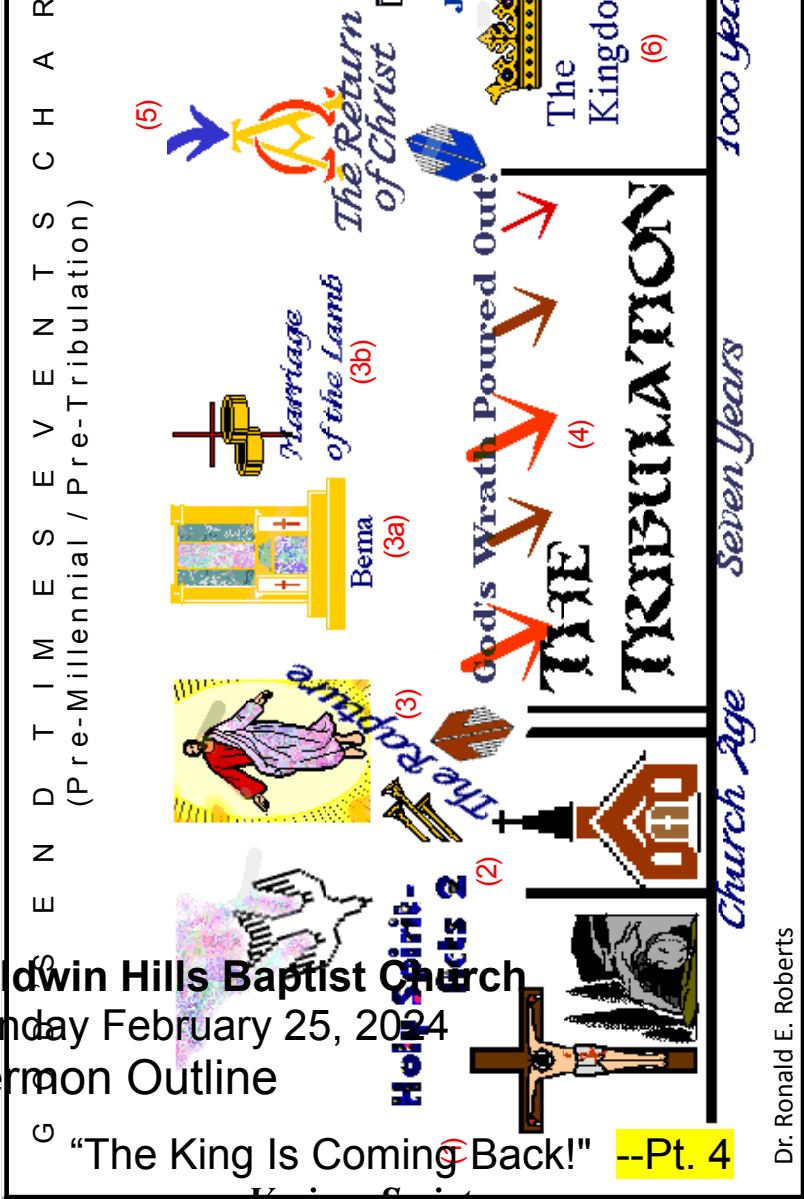 G O D ' S E N D T I M E S E V E N T S C H A R
(Pre-Millennial / Pre-Tribulation)
(5)
The Return
of Christ
The
Kingdo
(6)
1000 yea
Marriage
of the Lamb
(3b)
Bema
(3a)
God's Wrath Poured Out!
(4)
THE
TRIBULATION
Seven Years
The Rapture
(3)
Holy Spirit-
Acts 2
(2)
Church Age
ldwin Hills Baptist Church
nday February 25, 2024
ermon Outline
"The King Is Coming Back!" --Pt. 4
Dr. Ronald E. Roberts